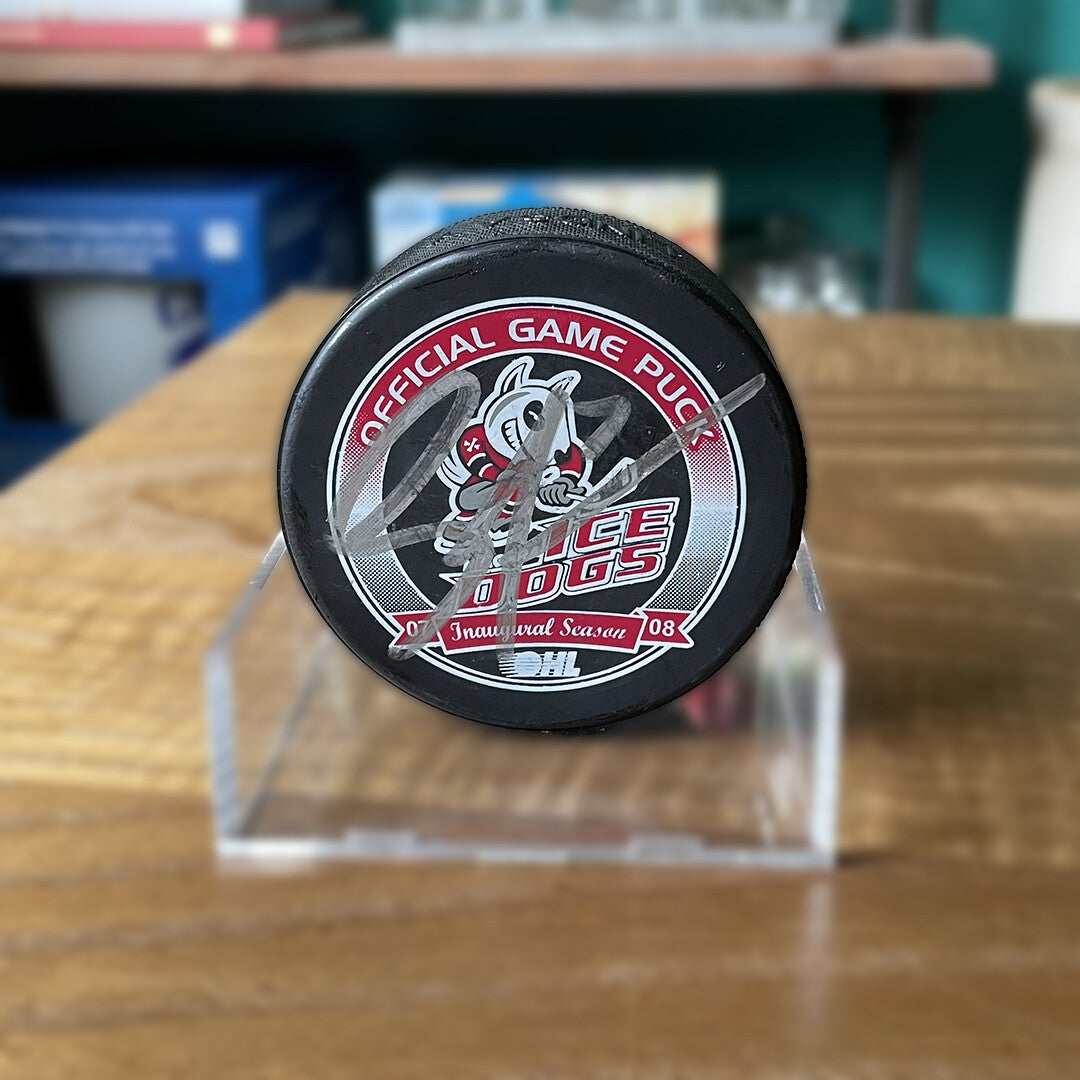 OFFICIAL GAME PUCK
ICE
DOGS
07 Inaugural Season 08
OHL